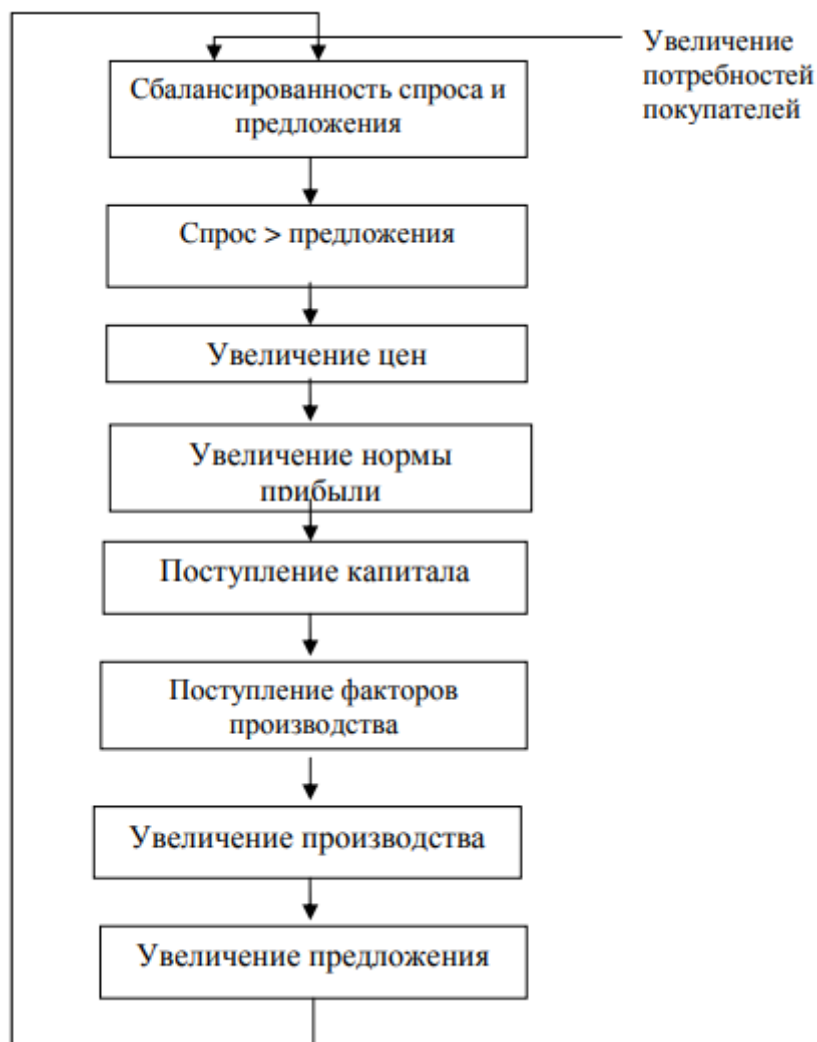 Увеличение
потребностей
покупателей
Сбалансированность спроса и
предложения
Спрос > предложения
Увеличение цен
Увеличение нормы
прибыли
Поступление капитала
Поступление факторов
производства
Увеличение производства
Увеличение предложения